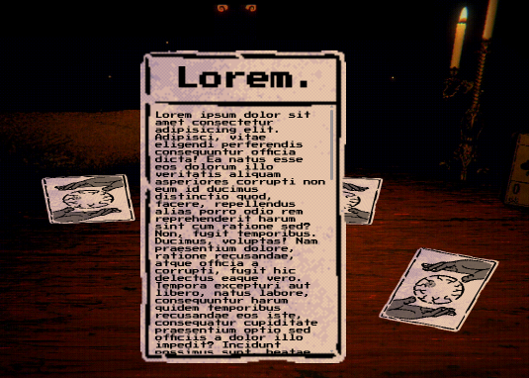 Lorem.
Lorem ipsum dolor sit
amet consectetur
adipisicing elit.
Adipisci, vitae
eligendi perferendis
consequuntur officia
dicta! Ea natus esse
eos dolorum illo
veritatis aliquam
asperiores corrupti non
eum id ducimus
distinctio quod,
facere, repellendus
alias porro odio rem
reprehenderit harum
sint cum ratione sed?
Non, fugit temporibus.
Ducimus, voluptas! Nam
praesentium dolore,
ratione recusandae,
atque officia a
corrupti, fugit hic
delectus eaque vero.
Tempora excepturi aut
libero, natus labore,
consequuntur harum
quidem temporibus
recusandae eos iste,
consequatur cupiditate
praesentium optio sed
officiis a dolor illo
impedit? Incidunt
possimus sunt, beatae